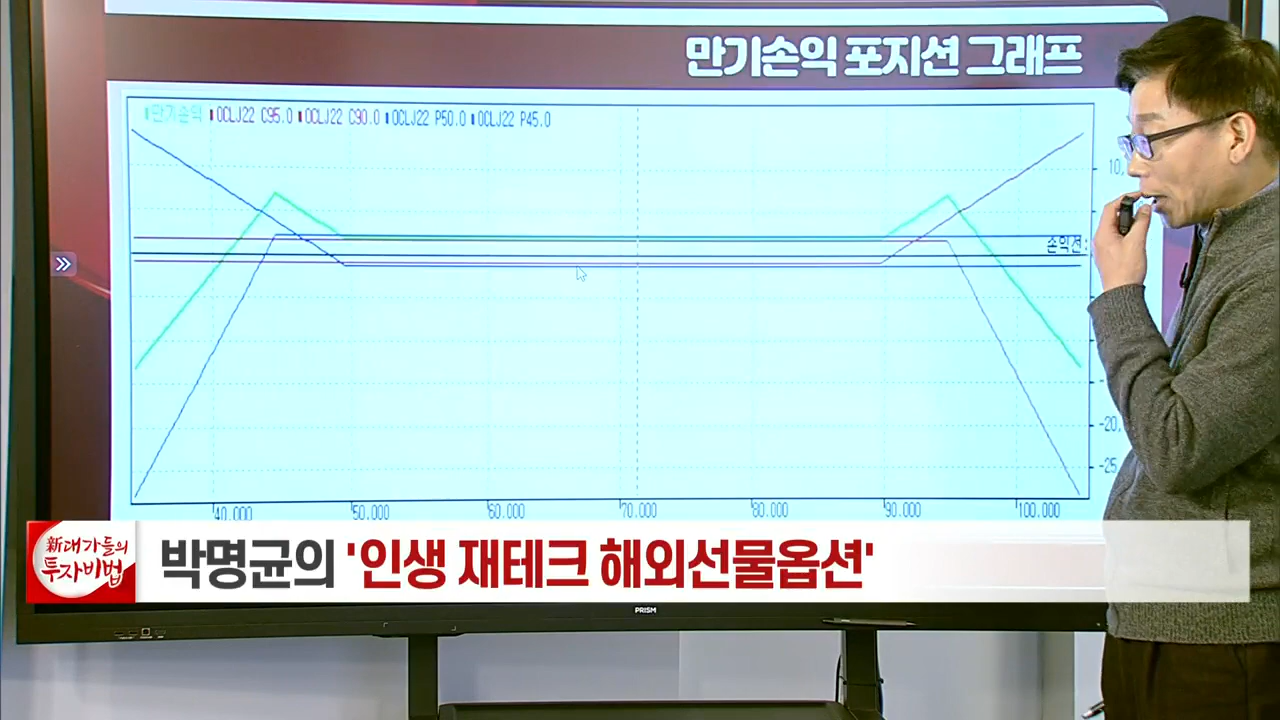 만기손익 포지션 그래프
만기손익 OCLJ22 C95.0 OCLJ22 C90.0 OCLJ22 P50.0 OCLJ22 P45.0
10,
손익선:
-20,
-25
40.000 50.000 60.000 70.000 80.000 90.000 100.000
新대가들의
투자비법
박명균의 '인생 재테크 해외선물옵션'
PRISM